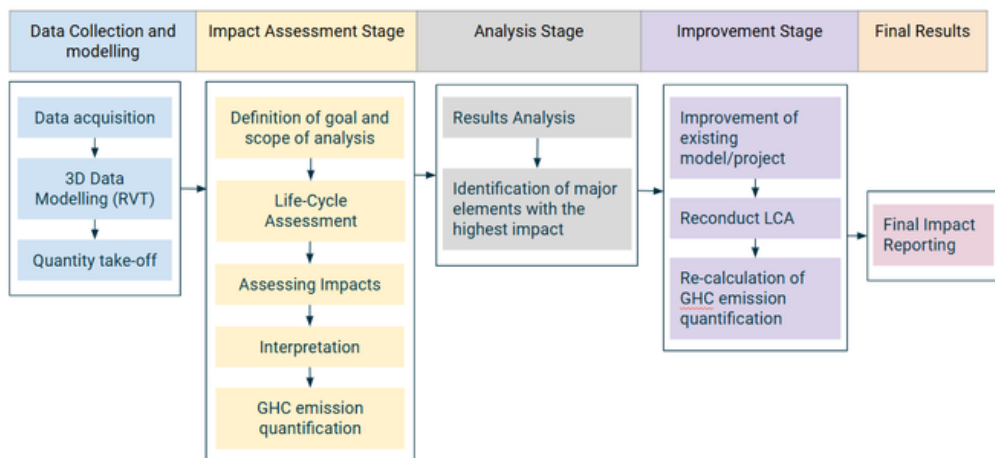 Data Collection and
modelling
Impact Assessment Stage
Analysis Stage
Improvement Stage
Final Results
Data acquisition
3D Data
Modelling (RVT)
Quantity take-off
Definition of goal and
scope of analysis
Life-Cycle
Assessment
Assessing Impacts
Interpretation
GHC emission
quantification
Results Analysis
Identification of major
elements with the
highest impact
Improvement of
existing
model/project
Reconduct LCA
Re-calculation of
GHC emission
quantification
Final Impact
Reporting